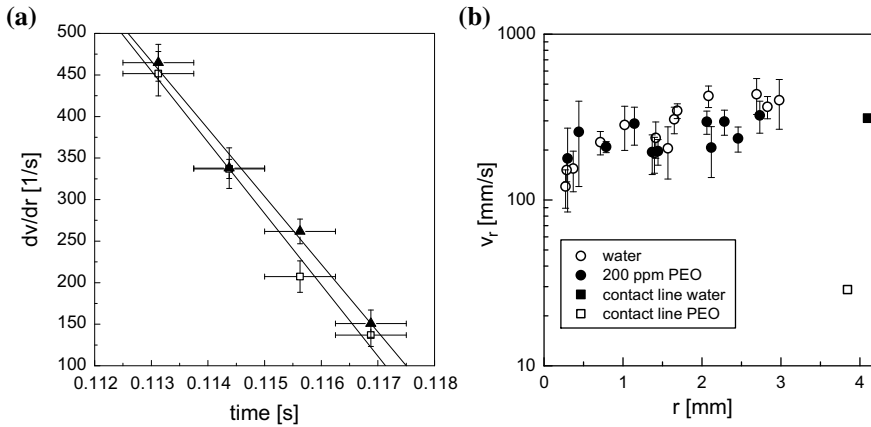 (a)
500
450
400
350
300
250
200
150
100
dv/dr [1/s]
0.112 0.113 0.114 0.115 0.116 0.117 0.118
time [s]
(b)
1000
100
10
v_r [mm/s]
water
200 ppm PEO
contact line water
contact line PEO
0 1 2 3 4
r [mm]